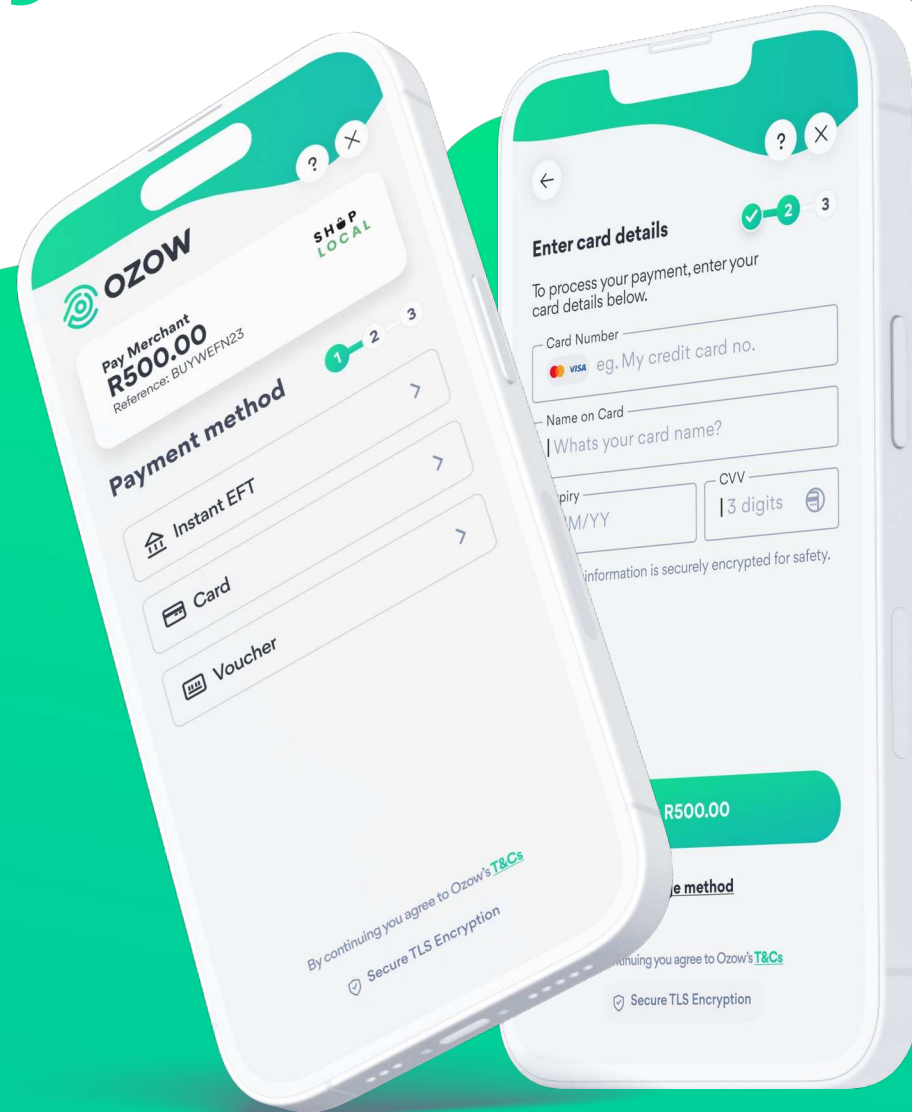 OZOW
SHOP
LOCAL
Pay Merchant
R500.00
Reference: BUYWEFN23
Payment method
1 2 3
Instant EFT
Card
Voucher
By continuing you agree to Ozow's T&Cs
Secure TLS Encryption
?
?
2 3
Enter card details
To process your payment, enter your
card details below.
Card Number
VISA eg. My credit card no.
Name on Card
Whats your card name?
piry
M/YY
CVV
3 digits
information is securely encrypted for safety.
R500.00
e method
nuing you agree to Ozow's T&Cs
Secure TLS Encryption